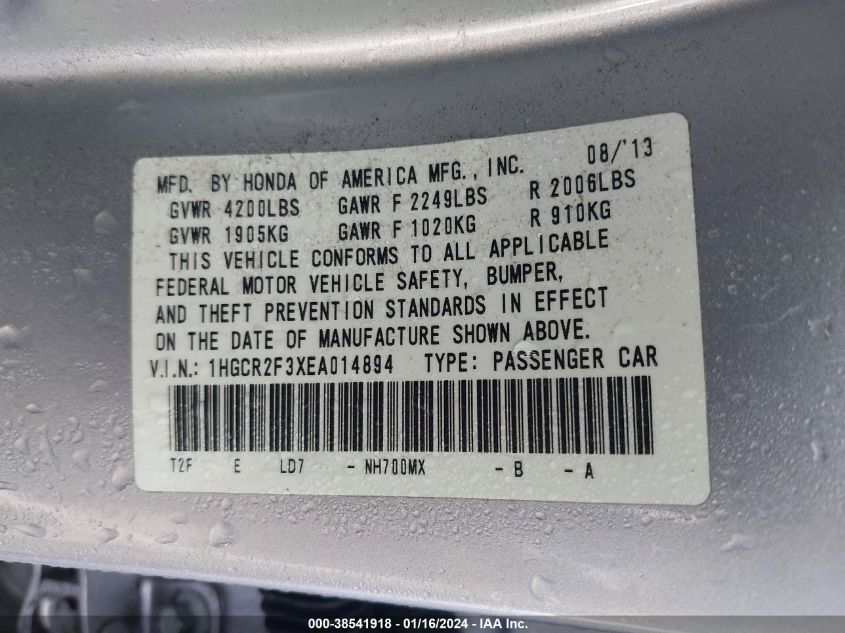 08/'13
MFD. BY HONDA OF AMERICA MFG., INC.
GVWR 4200LBS GAWR F 2249LBS R 2006LBS
GVWR 1905KG GAWR F 1020KG R 910KG
THIS VEHICLE CONFORMS TO ALL APPLICABLE
FEDERAL MOTOR VEHICLE SAFETY, BUMPER,
AND THEFT PREVENTION STANDARDS IN EFFECT
ON THE DATE OF MANUFACTURE SHOWN ABOVE.
V.I.N.: 1HGCR2F3XEA014894 TYPE: PASSENGER CAR
T2F E LD7 - NH700MX - B - A
000-38541918 - 01/16/2024 - IAA Inc.